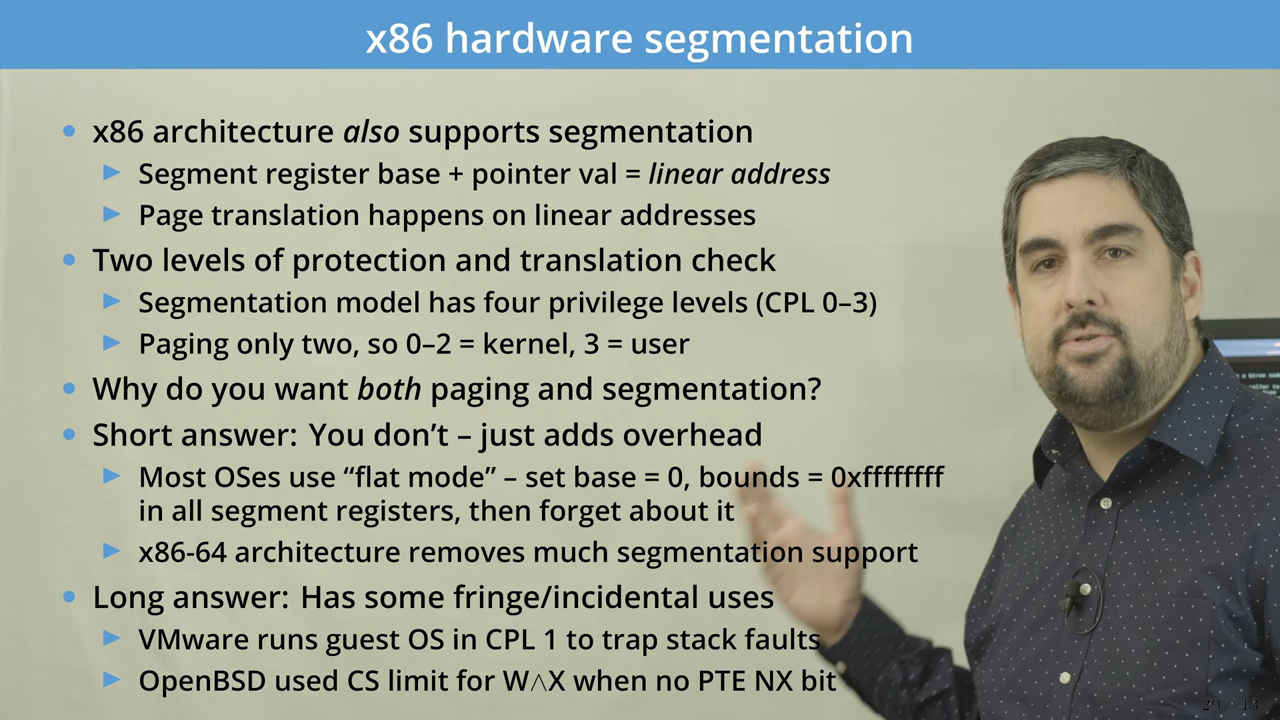 x86 hardware segmentation
x86 architecture also supports segmentation
Segment register base + pointer val = linear address
Page translation happens on linear addresses
Two levels of protection and translation check
Segmentation model has four privilege levels (CPL 0–3)
Paging only two, so 0–2 = kernel, 3 = user
Why do you want both paging and segmentation?
Short answer: You don’t – just adds overhead
Most OSes use “flat mode” – set base = 0, bounds = 0xffffffff
in all segment registers, then forget about it
x86-64 architecture removes much segmentation support
Long answer: Has some fringe/incidental uses
VMware runs guest OS in CPL 1 to trap stack faults
OpenBSD used CS limit for W∧X when no PTE NX bit